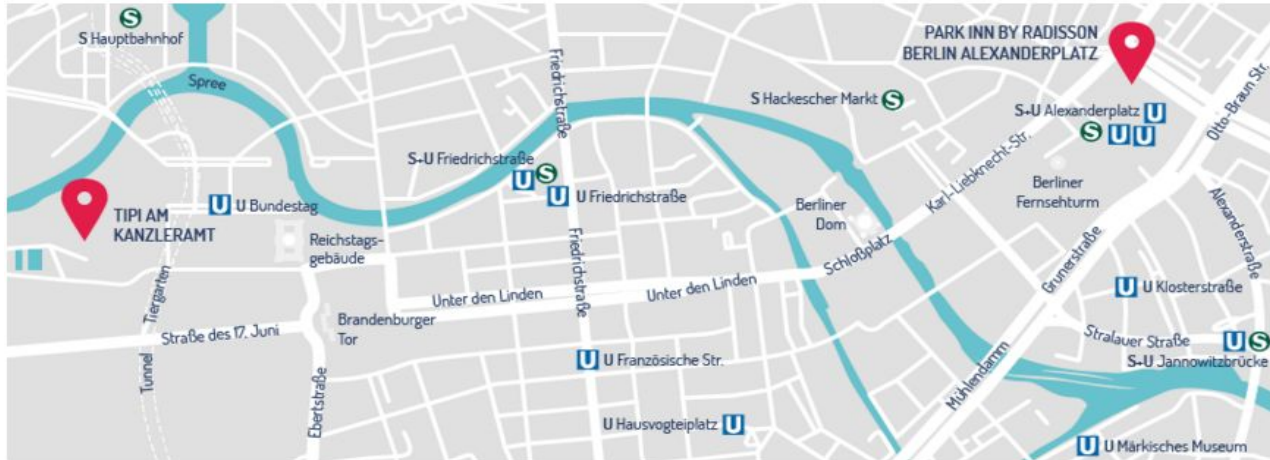 S
S Hauptbahnhof
Spree
TIPI AM
KANZLERAMT
U
U Bundestag
Reichstags-
gebäude
Tunnel
Tiergarten
Straße des 17. Juni
Brandenburger
Tor
Ebertstraße
Friedrichstraße
S+U Friedrichstraße
U
S
U
U Friedrichstraße
Friedrichstraße
Unter den Linden
Unter den Linden
U
U Französische Str.
U Hausvogteiplatz
U
S Hackescher Markt
S
Berliner
Dom
Schloßplatz
Karl-Liebknecht-Str.
PARK INN BY RADISSON
BERLIN ALEXANDERPLATZ
S+U Alexanderplatz
U
S
U
U
Berliner
Fernsehturm
Otto-Braun Str.
Alexanderstraße
Grunerstraße
U
U Klosterstraße
Stralauer Straße
U
S
S+U Jannowitzbrücke
Mühlendamm
U
U Märkisches Museum